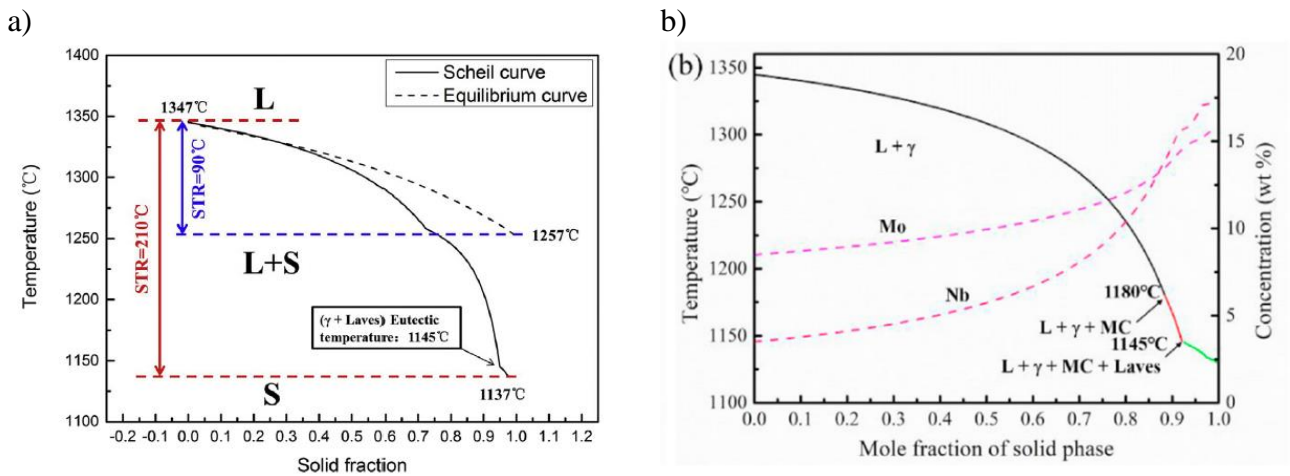 a)
1400
1350
1300
1250
1200
1150
1100
Temperature (℃)
-0.2 -0.1 0.0 0.1 0.2 0.3 0.4 0.5 0.6 0.7 0.8 0.9 1.0 1.1 1.2
Solid fraction
Scheil curve
Equilibrium curve
1347℃
L
STR=90℃
STR=210℃
1257℃
L+S
(γ + Laves) Eutectic
temperature: 1145℃
S
1137℃
b)
(b)
1350
1300
1250
1200
1150
1100
Temperature (°C)
20
15
10
5
0
Concentration (wt %)
L + γ
Mo
Nb
1180°C
L + γ + MC
1145°C
L + γ + MC + Laves
0.0 0.1 0.2 0.3 0.4 0.5 0.6 0.7 0.8 0.9 1.0
Mole fraction of solid phase